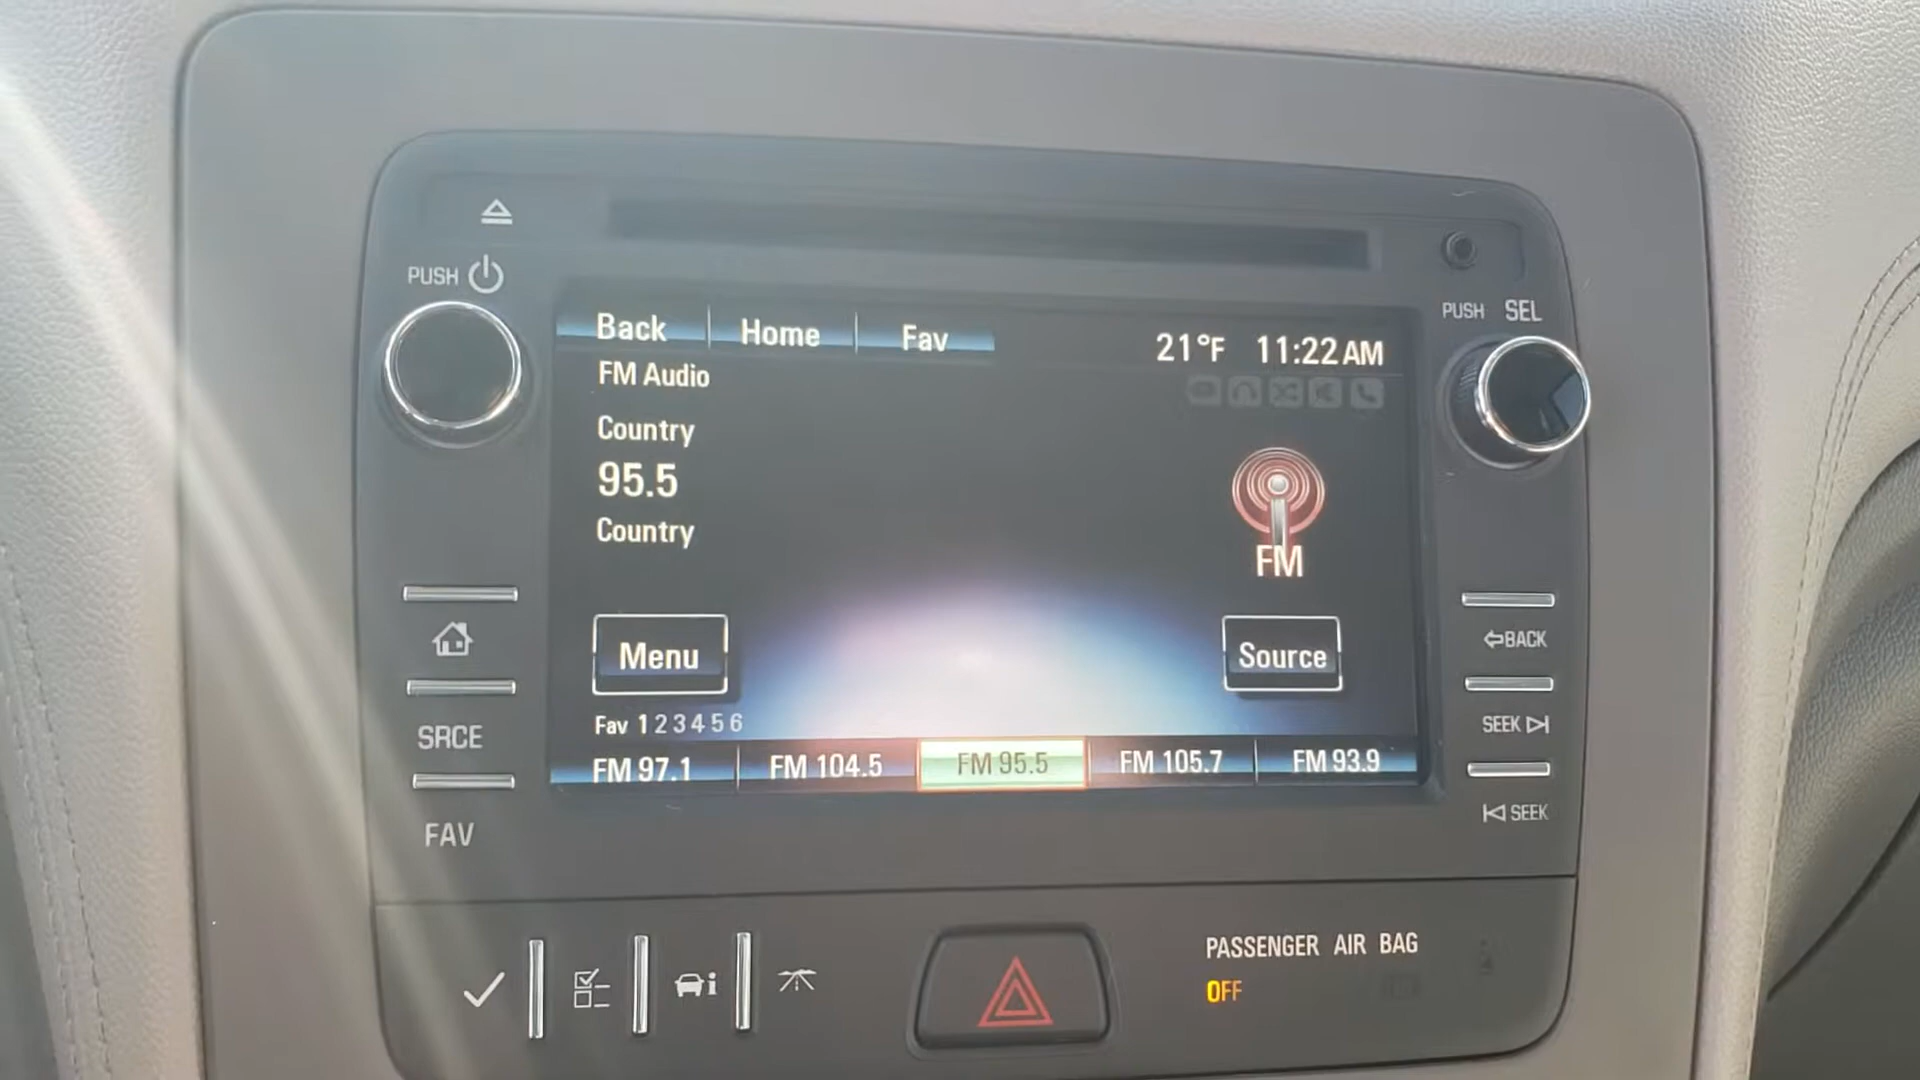 PUSH
PUSH SEL
Back Home Fav 21°F 11:22 AM
FM Audio
Country
95.5
Country
FM
Menu Source
Fav 1 2 3 4 5 6
FM 97.1 FM 104.5 FM 95.5 FM 105.7 FM 93.9
SRCE
FAV
BACK
SEEK
SEEK
PASSENGER AIR BAG
OFF